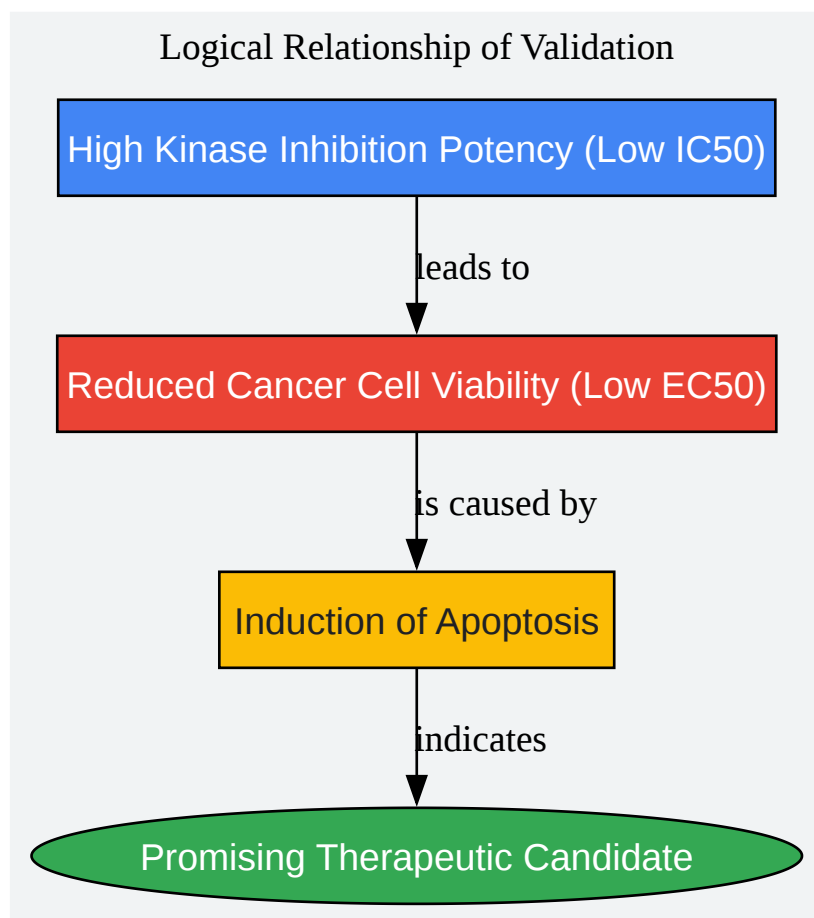 Logical Relationship of Validation
High Kinase Inhibition Potency (Low IC50)
leads to
Reduced Cancer Cell Viability (Low EC50)
is caused by
Induction of Apoptosis
indicates
Promising Therapeutic Candidate